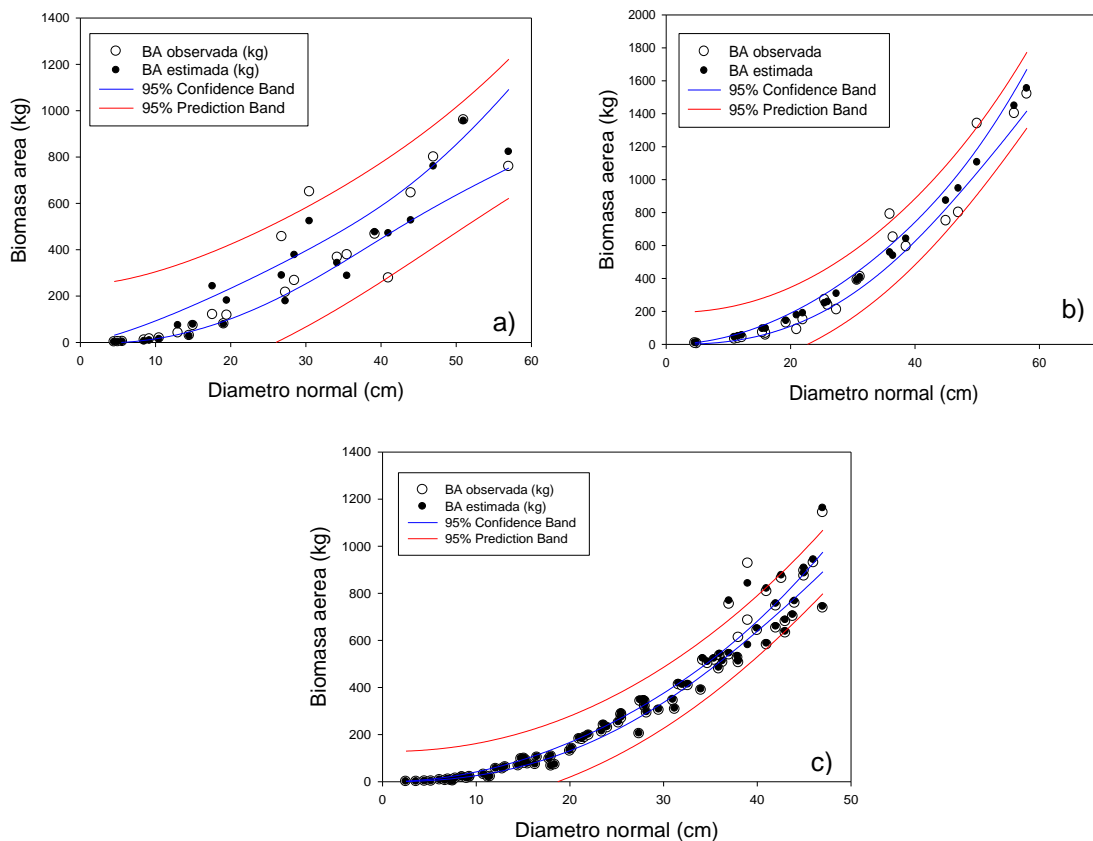 1400
1200
1000
800
600
400
200
0
Biomasa aerea (kg)
BA observada (kg)
BA estimada (kg)
95% Confidence Band
95% Prediction Band
a)
0 10 20 30 40 50 60
Diametro normal (cm)
2000
1800
1600
1400
1200
1000
800
600
400
200
0
Biomasa aerea (kg)
BA observada
BA estimada
95% Confidence Band
95% Prediction Band
b)
0 20 40 60
Diametro normal (cm)
1400
1200
1000
800
600
400
200
0
Biomasa aerea (kg)
BA observada (kg)
BA estimada (kg)
95% Confidence Band
95% Prediction Band
c)
0 10 20 30 40 50
Diametro normal (cm)